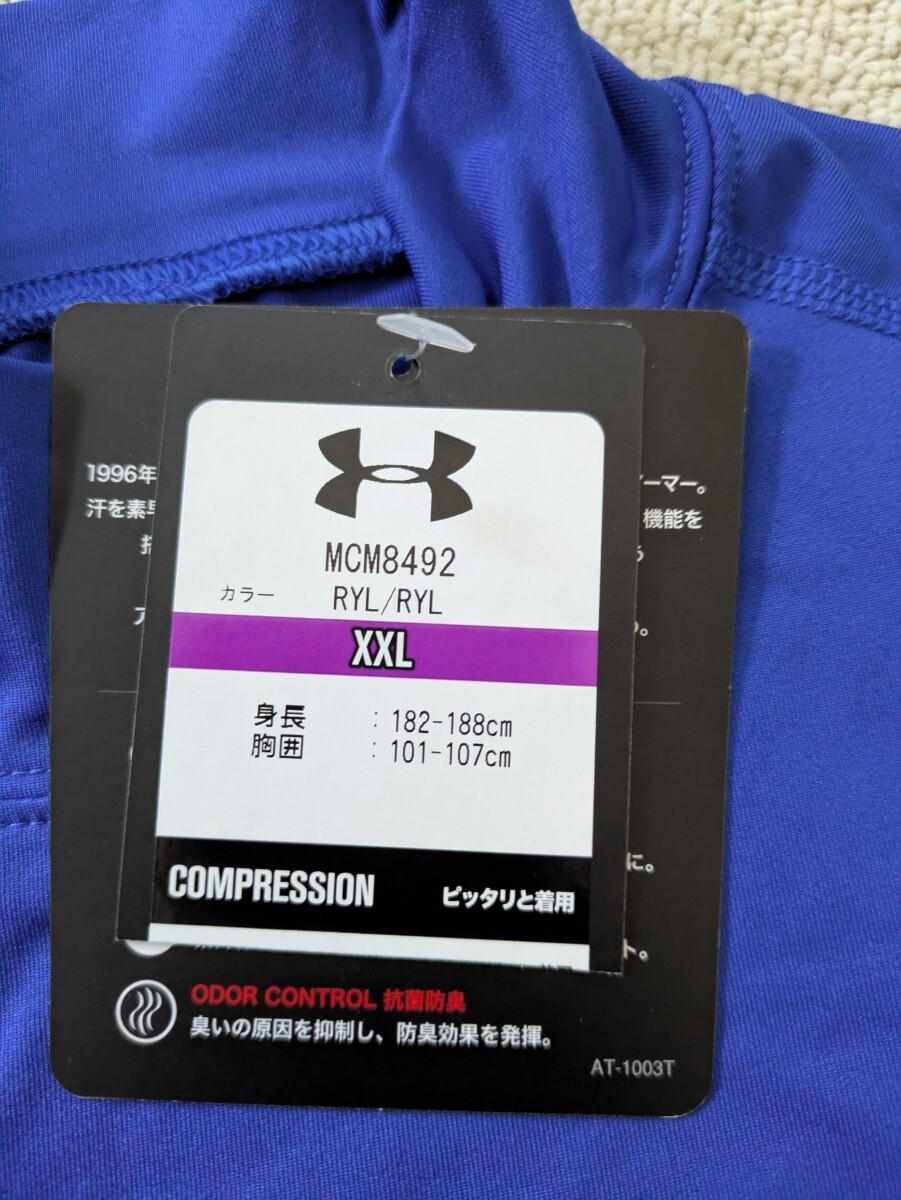 MCM8492
カラー RYL/RYL
XXL
身長 : 182-188cm
胸囲 : 101-107cm
COMPRESSION ピッタリと着用
1996年
ーマー。
汗を素早
機能を
に。
ト。
ODOR CONTROL 抗菌防臭
臭いの原因を抑制し、防臭効果を発揮。
AT-1003T